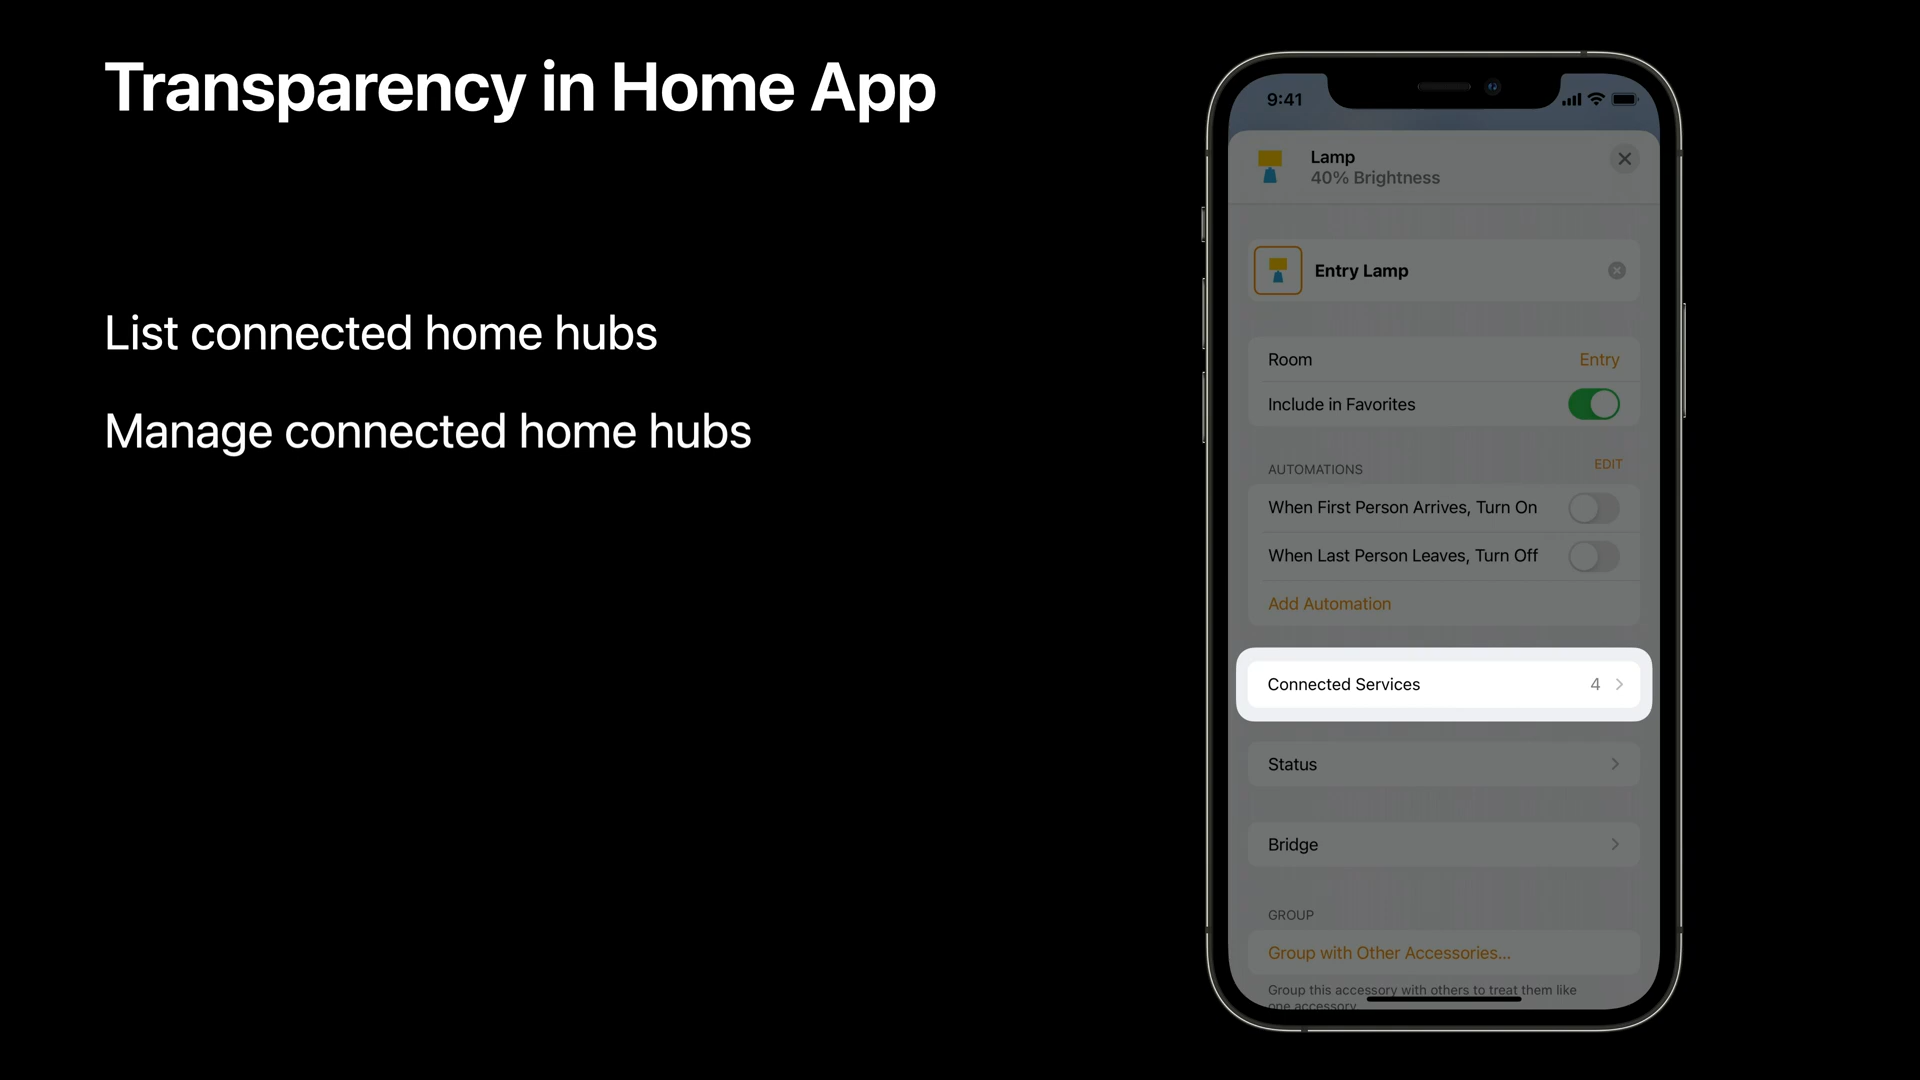 Transparency in Home App
List connected home hubs
Manage connected home hubs
9:41
Lamp
40% Brightness
Entry Lamp
Room
Entry
Include in Favorites
AUTOMATIONS
EDIT
When First Person Arrives, Turn On
When Last Person Leaves, Turn Off
Add Automation
Connected Services
4
Status
Bridge
GROUP
Group with Other Accessories...
Group this accessory with others to treat them like
one accessory.